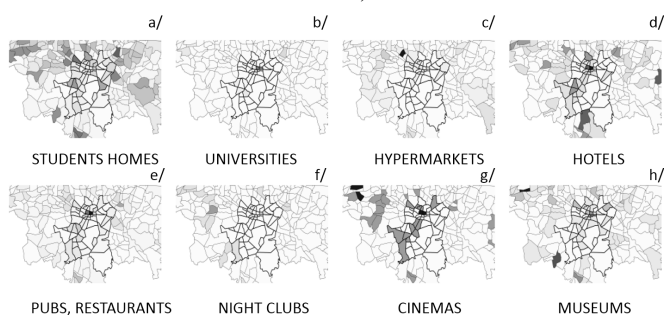 a/ b/ c/ d/
STUDENTS HOMES UNIVERSITIES HYPERMARKETS HOTELS
e/ f/ g/ h/
PUBS, RESTAURANTS NIGHT CLUBS CINEMAS MUSEUMS